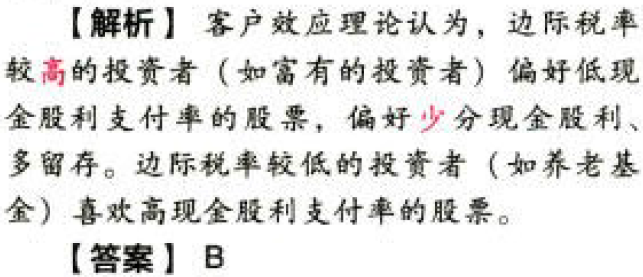 【解析】 客户效应理论认为，边际税率
较高的投资者（如富有的投资者）偏好低现
金股利支付率的股票，偏好少分现金股利、
多留存。边际税率较低的投资者（如养老基
金）喜欢高现金股利支付率的股票。
【答案】 B